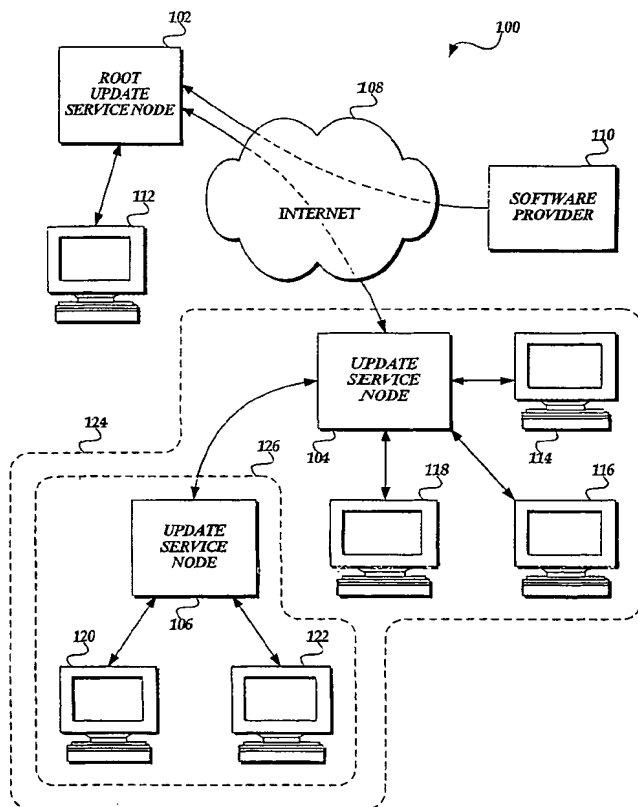 102
100
ROOT
UPDATE
SERVICE NODE
108
110
INTERNET
SOFTWARE
PROVIDER
112
UPDATE
SERVICE
NODE
124
126
104
118
114
116
UPDATE
SERVICE
NODE
106
120
122